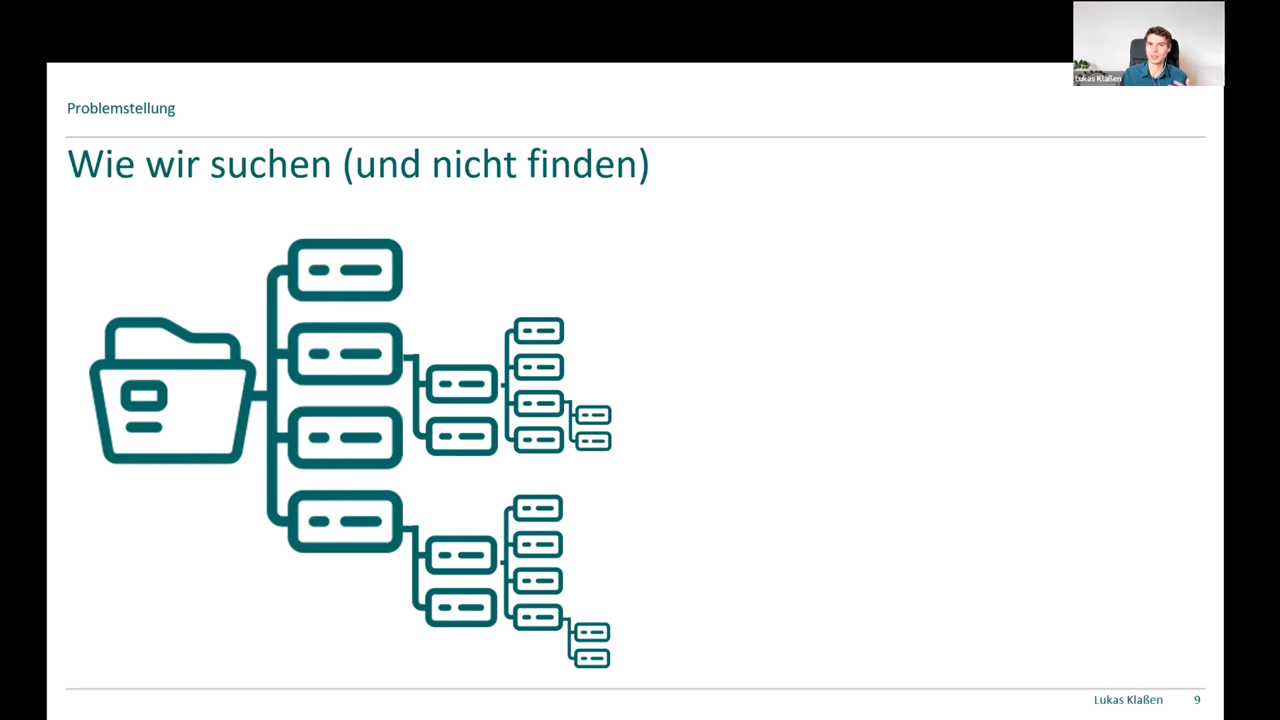 Lukas Klaßen
Problemstellung
Wie wir suchen (und nicht finden)
Lukas Klaßen 9